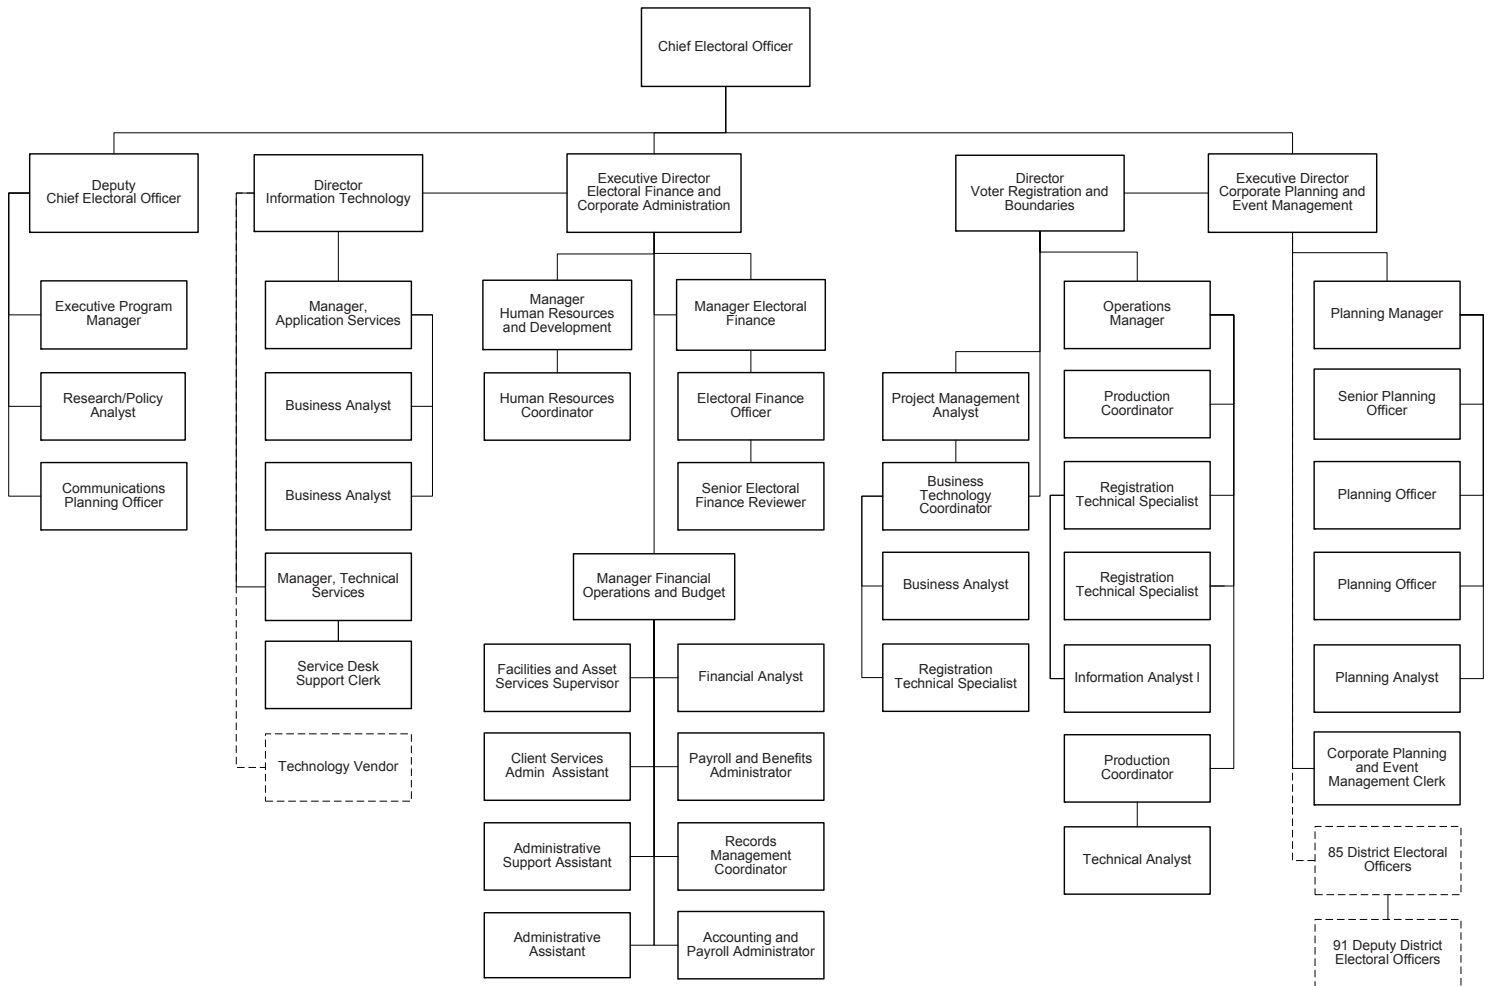 Chief Electoral Officer
Deputy
Chief Electoral Officer
Director
Information Technology
Executive Director
Electoral Finance and
Corporate Administration
Director
Voter Registration and
Boundaries
Executive Director
Corporate Planning and
Event Management
Executive Program
Manager
Research/Policy
Analyst
Communications
Planning Officer
Manager,
Application Services
Business Analyst
Business Analyst
Manager, Technical
Services
Service Desk
Support Clerk
Technology Vendor
Manager
Human Resources
and Development
Human Resources
Coordinator
Manager Electoral
Finance
Electoral Finance
Officer
Senior Electoral
Finance Reviewer
Manager Financial
Operations and Budget
Facilities and Asset
Services Supervisor
Financial Analyst
Client Services
Admin Assistant
Payroll and Benefits
Administrator
Administrative
Support Assistant
Records
Management
Coordinator
Administrative
Assistant
Accounting and
Payroll Administrator
Project Management
Analyst
Business
Technology
Coordinator
Business Analyst
Registration
Technical Specialist
Operations
Manager
Production
Coordinator
Registration
Technical Specialist
Registration
Technical Specialist
Information Analyst I
Production
Coordinator
Technical Analyst
Planning Manager
Senior Planning
Officer
Planning Officer
Planning Officer
Planning Analyst
Corporate Planning
and Event
Management Clerk
85 District Electoral
Officers
91 Deputy District
Electoral Officers